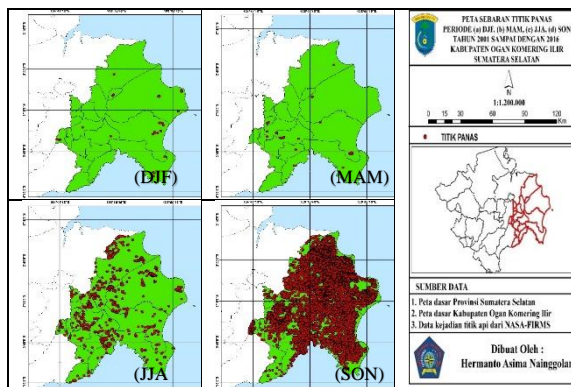 (DJF)
(MAM)
(JJA
(SON)
PETA SEBARAN TITIK PANAS
PERIODE (a) DJF, (b) MAM, (c) JJA, (d) SON
TAHUN 2001 SAMPAI DENGAN 2016
KABUPATEN OGAN KOMERING ILIR
SUMATERA SELATAN
N
1:1.200.000
0 15 30 60 90 120
Km
TITIK PANAS
SUMBER DATA
1. Peta dasar Provinsi Sumatera Selatan
2. Peta dasar Kabupaten Ogan Komering Ilir
3. Data kejadian titik api dari NASA-FIRMS
Dibuat Oleh :
Hermanto Asima Nainggolan